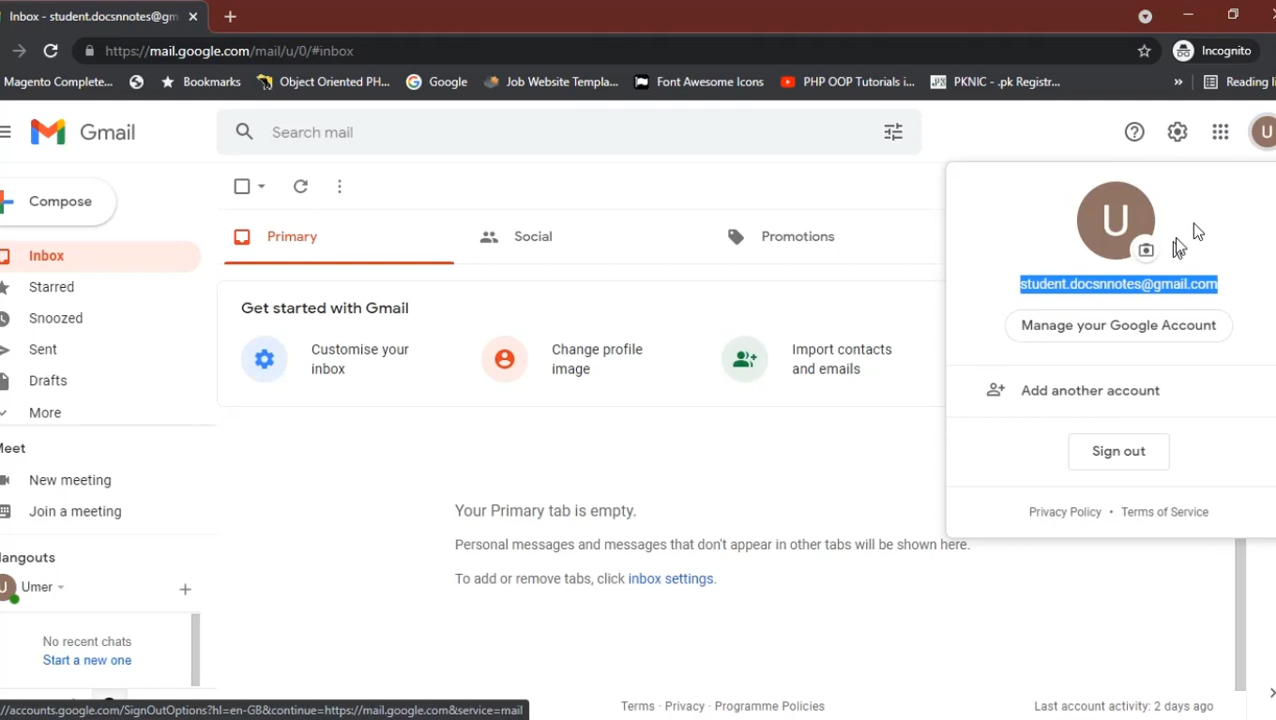 Inbox - student.docsnnotes@gm
https://mail.google.com/mail/u/0/#inbox
Incognito
Magento Complete...
Bookmarks
Object Oriented PH...
Google
Job Website Templa...
Font Awesome Icons
PHP OOP Tutorials i...
PKNIC - .pk Registr...
»
Reading li
Gmail
Search mail
U
Compose
Primary
Social
Promotions
Inbox
Starred
Snoozed
Sent
Drafts
More
Meet
New meeting
Join a meeting
Hangouts
U
Umer
No recent chats
Start a new one
Get started with Gmail
Customise your
inbox
Change profile
image
Import contacts
and emails
Your Primary tab is empty.
Personal messages and messages that don't appear in other tabs will be shown here.
To add or remove tabs, click inbox settings.
U
student.docsnnotes@gmail.com
Manage your Google Account
Add another account
Sign out
Privacy Policy • Terms of Service
//accounts.google.com/SignOutOptions?hl=en-GB&continue=https://mail.google.com&service=mail
Terms · Privacy · Programme Policies
Last account activity: 2 days ago